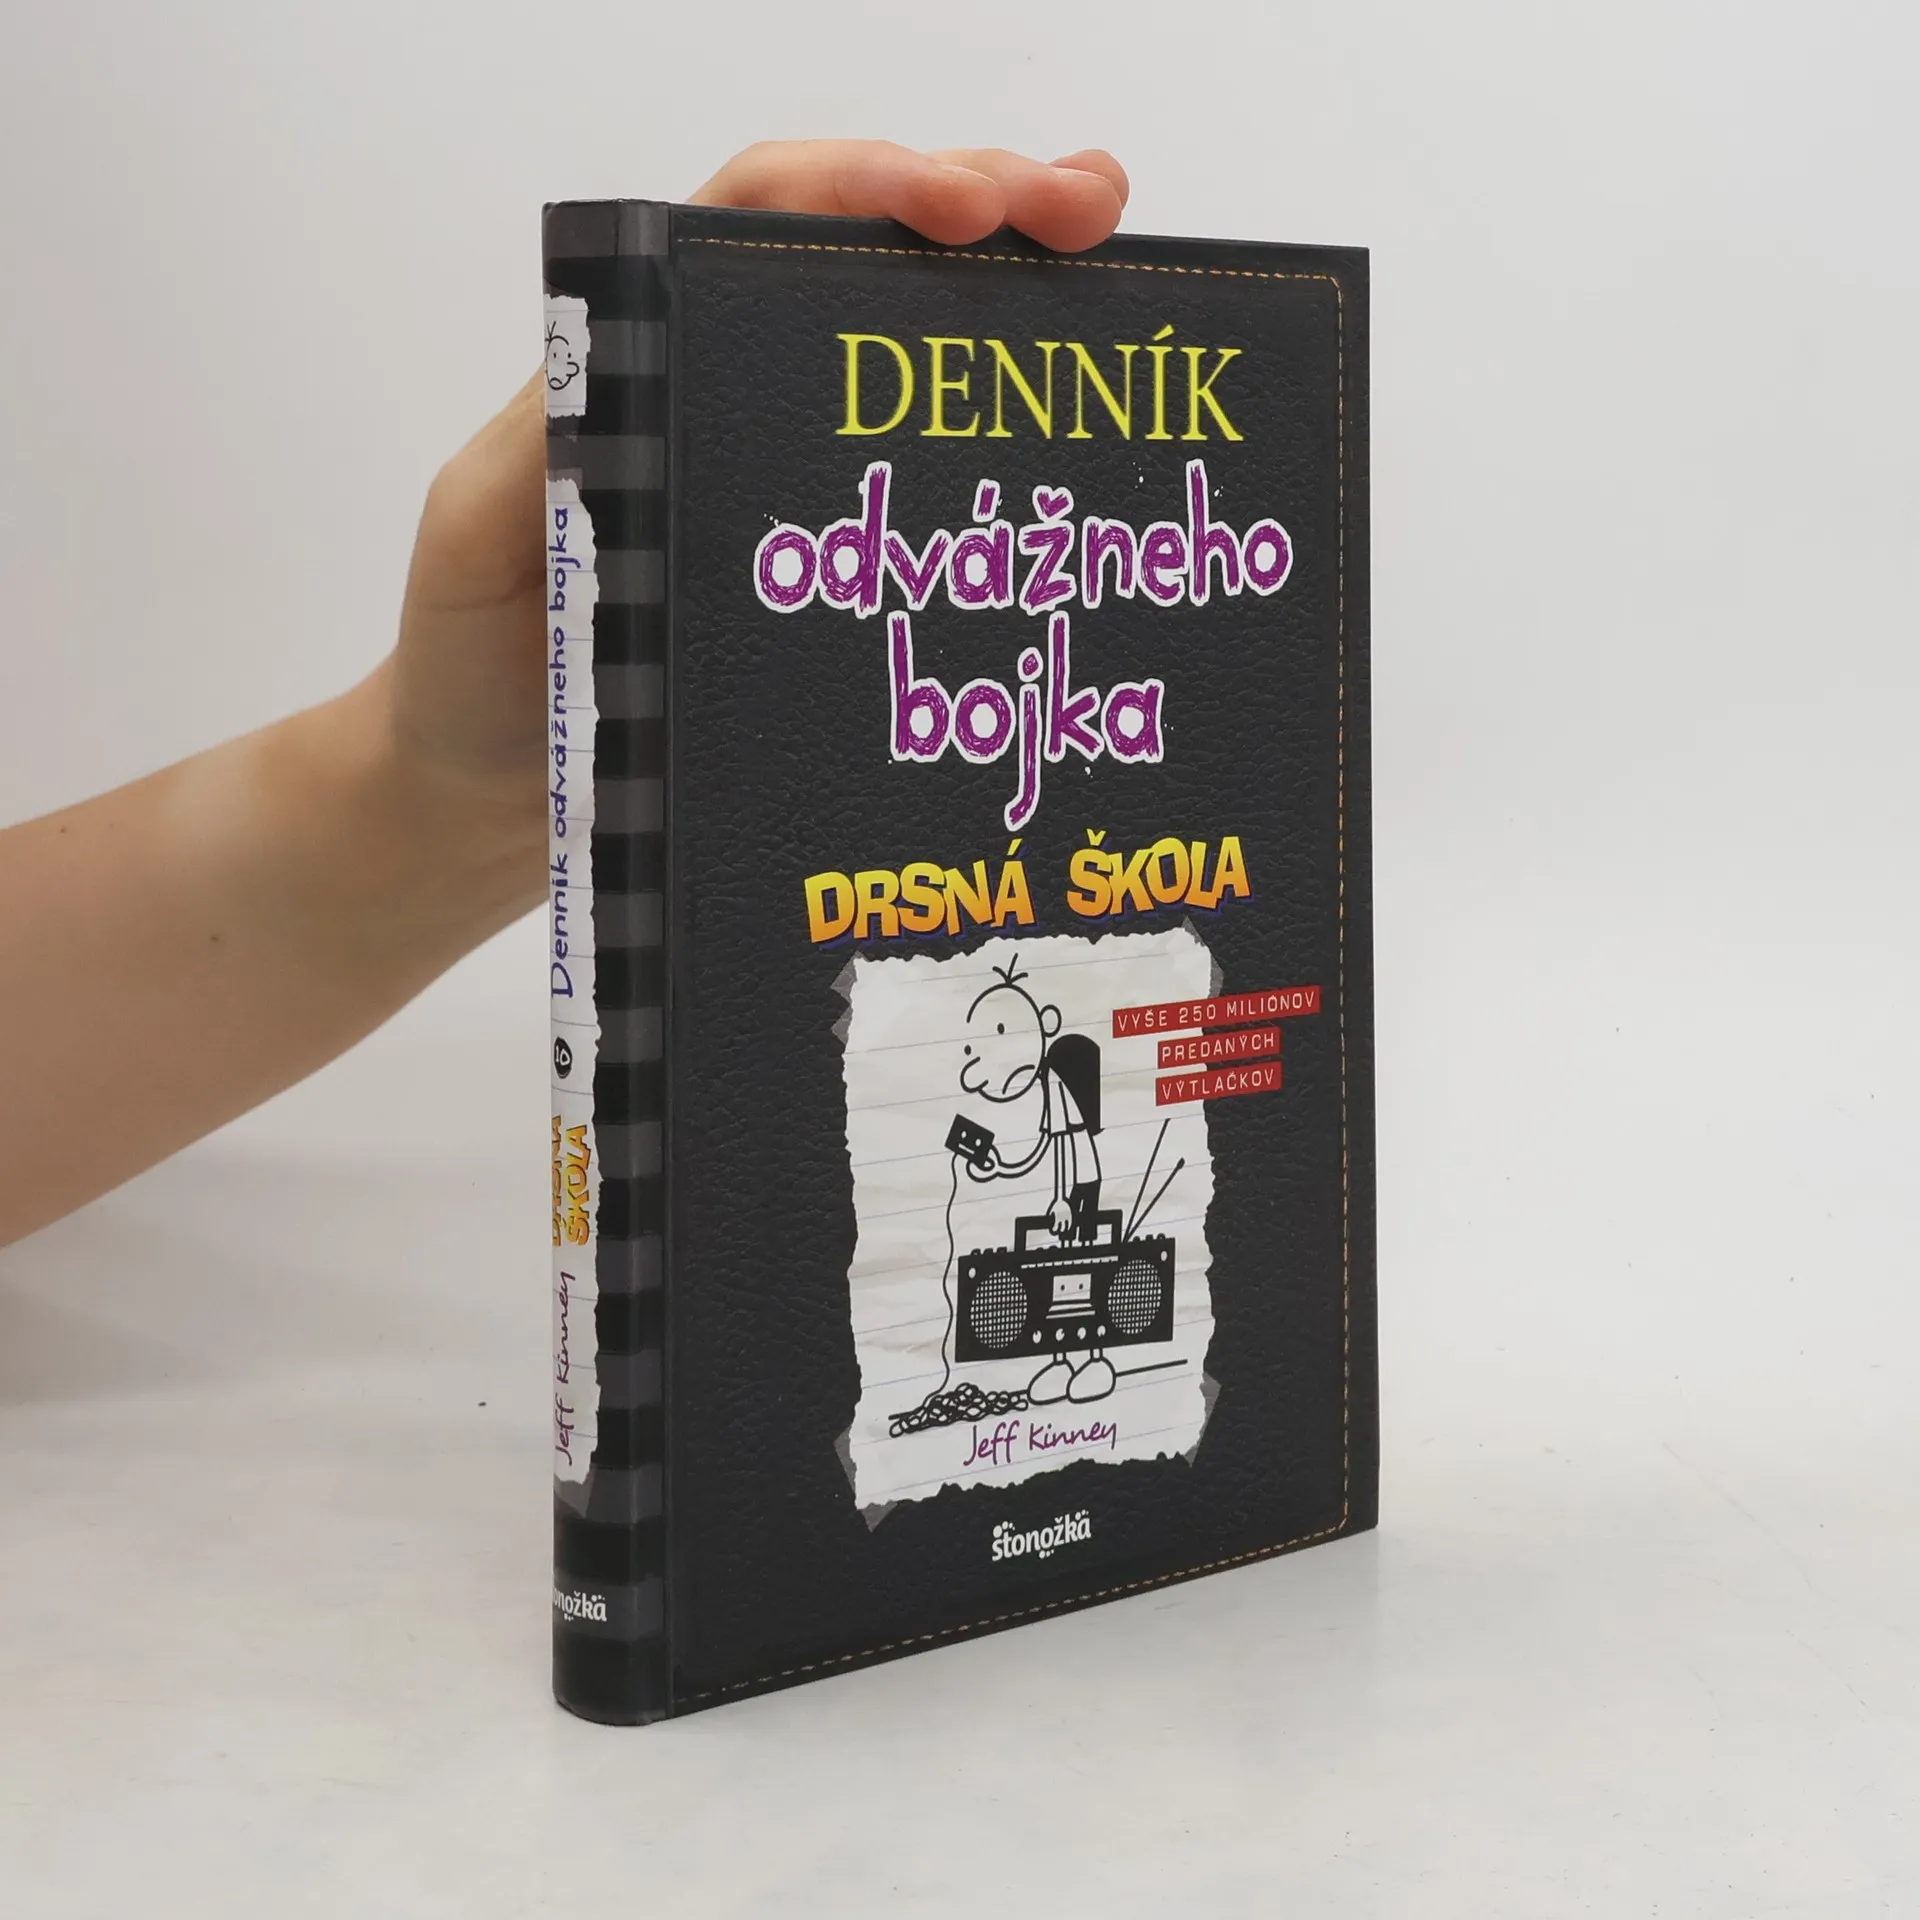 DENNÍK
odvážneho
bojka
DRSNÁ ŠKOLA
VYŠE 250 MILIÓNOV
PREDANÝCH
VÝTLAČKOV
Jeff Kinney
stonožka
Denník odvážneho bojka
10
DRSNÁ
ŠKOLA
Jeff Kinney
stonožka